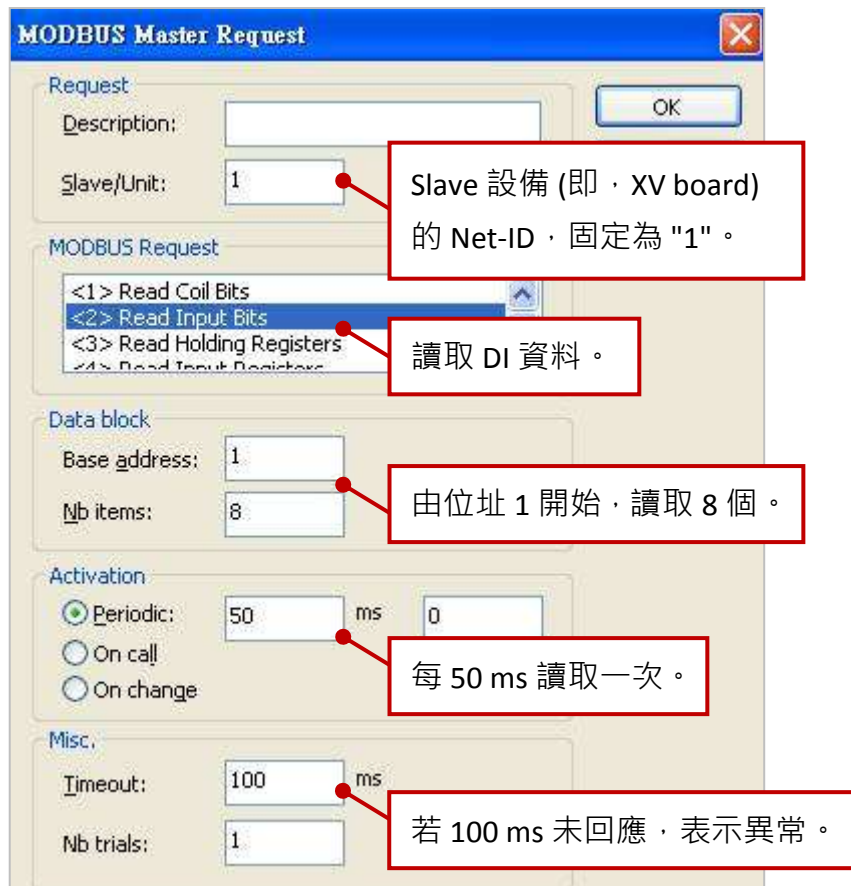 MODBUS Master Request
Request
OK
Description:
Slave/Unit: 1
Slave 設備 (即，XV board)
的 Net-ID，固定為 "1"。
MODBUS Request
<1> Read Coil Bits
<2> Read Input Bits
<3> Read Holding Registers
<4> Read Input Registers
讀取 DI 資料。
Data block
Base address: 1
Nb items: 8
由位址 1 開始，讀取 8 個。
Activation
Periodic: 50 ms 0
On call
On change
每 50 ms 讀取一次。
Misc.
Timeout: 100 ms
Nb trials: 1
若 100 ms 未回應，表示異常。